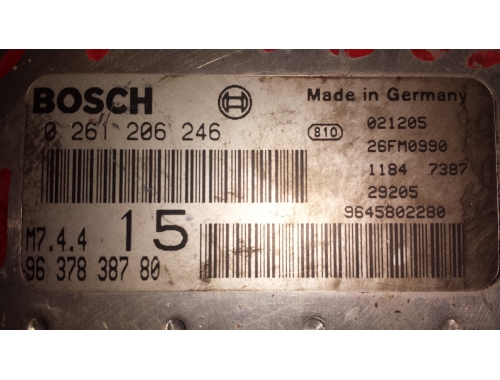 BOSCH
Made in Germany
0 261 206 246
810
021205
26FM0990
1184 7387
29205
9645802280
M7.4.4
15
96 378 387 80